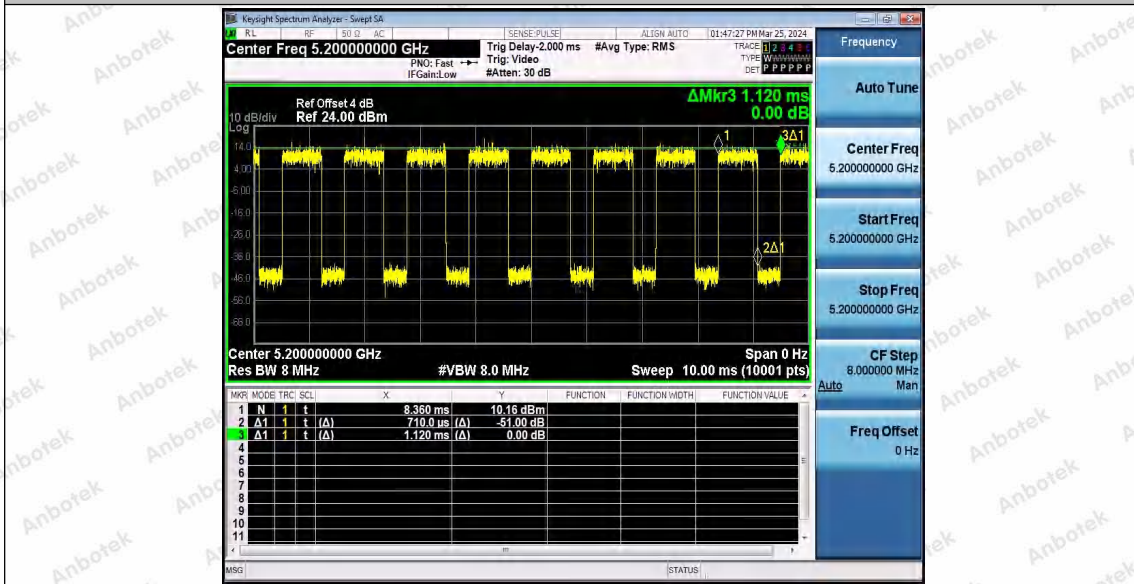 Keysight Spectrum Analyzer - Swept SA
RL RF 50 Ω AC SENSE:PULSE ALIGN AUTO 01:47:27 PM Mar 25, 2024
Center Freq 5.200000000 GHz
PNO: Fast
IFGain:Low
Trig Delay-2.000 ms
Trig: Video
#Atten: 30 dB
#Avg Type: RMS
TRACE 1 2 3 4 5 6
TYPE WWWWWW
DET P P P P P P
ΔMkr3 1.120 ms
0.00 dB
Ref Offset 4 dB
10 dB/div Ref 24.00 dBm
Log
14.0
4.00
-6.00
-16.0
-26.0
-36.0
-46.0
-56.0
-66.0
1
3Δ1
2Δ1
Center 5.200000000 GHz Span 0 Hz
Res BW 8 MHz #VBW 8.0 MHz Sweep 10.00 ms (10001 pts)
MKR MODE TRC SCL X Y FUNCTION FUNCTION WIDTH FUNCTION VALUE
1 N 1 t 8.360 ms 10.16 dBm
2 Δ1 1 t (Δ) 710.0 µs (Δ) -51.00 dB
3 Δ1 1 t (Δ) 1.120 ms (Δ) 0.00 dB
4
5
6
7
8
9
10
11
MSG STATUS
Frequency
Auto Tune
Center Freq
5.200000000 GHz
Start Freq
5.200000000 GHz
Stop Freq
5.200000000 GHz
CF Step
8.000000 MHz
Auto Man
Freq Offset
0 Hz
Anbotek